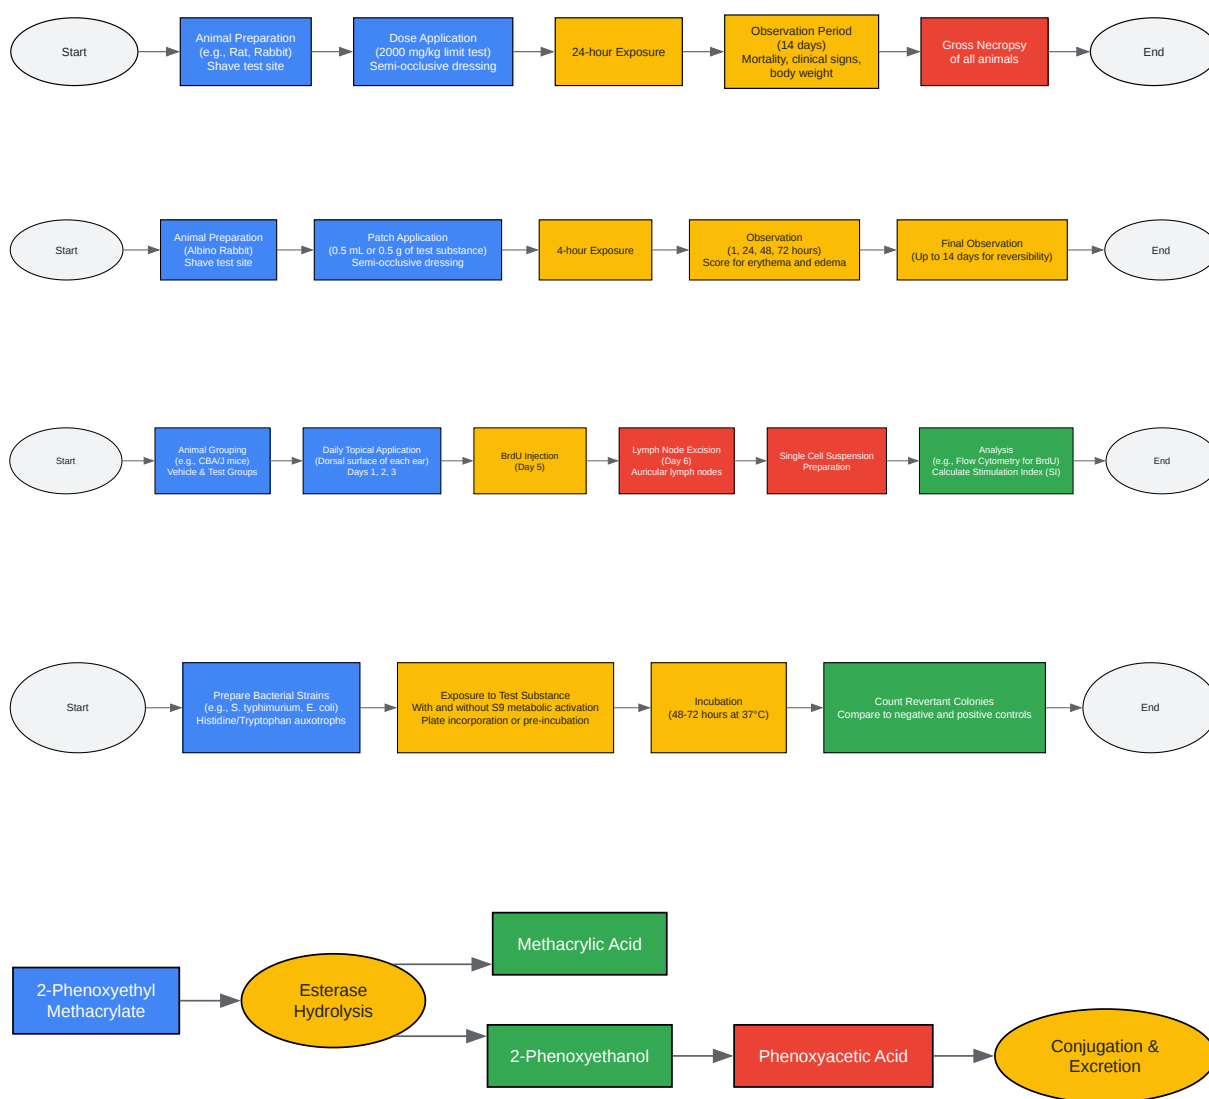 Start
Animal Preparation
(e.g., Rat, Rabbit)
Shave test site
Dose Application
(2000 mg/kg limit test)
Semi-occlusive dressing
24-hour Exposure
Observation Period
(14 days)
Mortality, clinical signs,
body weight
Gross Necropsy
of all animals
End
Start
Animal Preparation
(Albino Rabbit)
Shave test site
Patch Application
(0.5 mL or 0.5 g of test substance)
Semi-occlusive dressing
4-hour Exposure
Observation
(1, 24, 48, 72 hours)
Score for erythema and edema
Final Observation
(Up to 14 days for reversibility)
End
Start
Animal Grouping
(e.g., CBA/J mice)
Vehicle & Test Groups
Daily Topical Application
(Dorsal surface of each ear)
Days 1, 2, 3
BrdU Injection
(Day 5)
Lymph Node Excision
(Day 6)
Auricular lymph nodes
Single Cell Suspension
Preparation
Analysis
(e.g., Flow Cytometry for BrdU)
Calculate Stimulation Index (SI)
End
Start
Prepare Bacterial Strains
(e.g., S. typhimurium, E. coli)
Histidine/Tryptophan auxotrophs
Exposure to Test Substance
With and without S9 metabolic activation
Plate incorporation or pre-incubation
Incubation
(48-72 hours at 37°C)
Count Revertant Colonies
Compare to negative and positive controls
End
2-Phenoxyethyl
Methacrylate
Esterase
Hydrolysis
Methacrylic Acid
2-Phenoxyethanol
Phenoxyacetic Acid
Conjugation &
Excretion